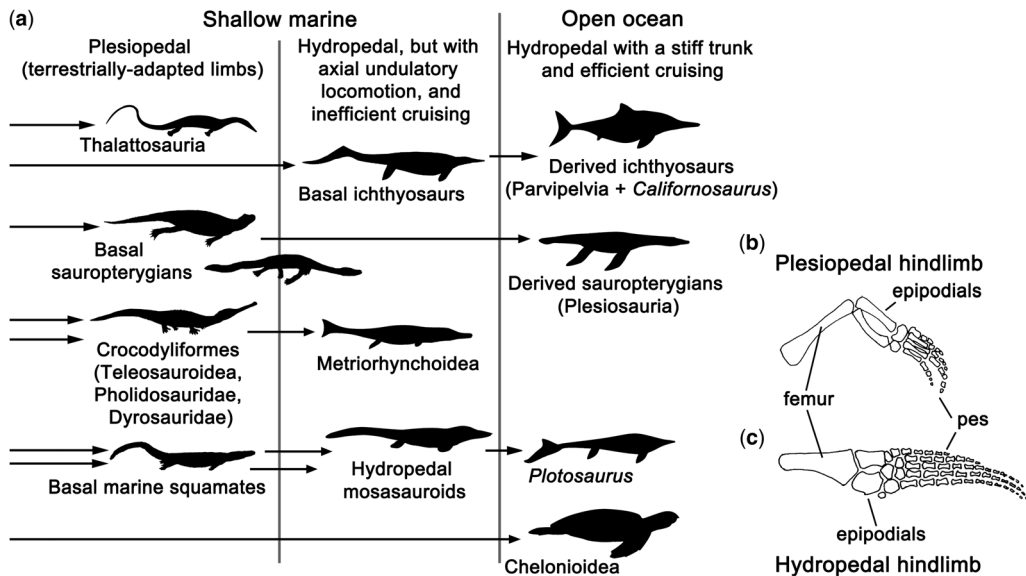 (a)
Shallow marine
Open ocean
Plesiopedal
(terrestrially-adapted limbs)
Hydropedal, but with
axial undulatory
locomotion, and
inefficient cruising
Hydropedal with a stiff trunk
and efficient cruising
Thalattosauria
Basal ichthyosaurs
Derived ichthyosaurs
(Parvipelvia + Californosaurus)
Basal
sauropterygians
Derived sauropterygians
(Plesiosauria)
Crocodyliformes
(Teleosauroidea,
Pholidosauridae,
Dyrosauridae)
Metriorhynchoidea
Basal marine squamates
Hydropedal
mosasauroids
Plotosaurus
Chelonioidea
(b)
Plesiopedal hindlimb
epipodials
femur
pes
(c)
epipodials
Hydropedal hindlimb